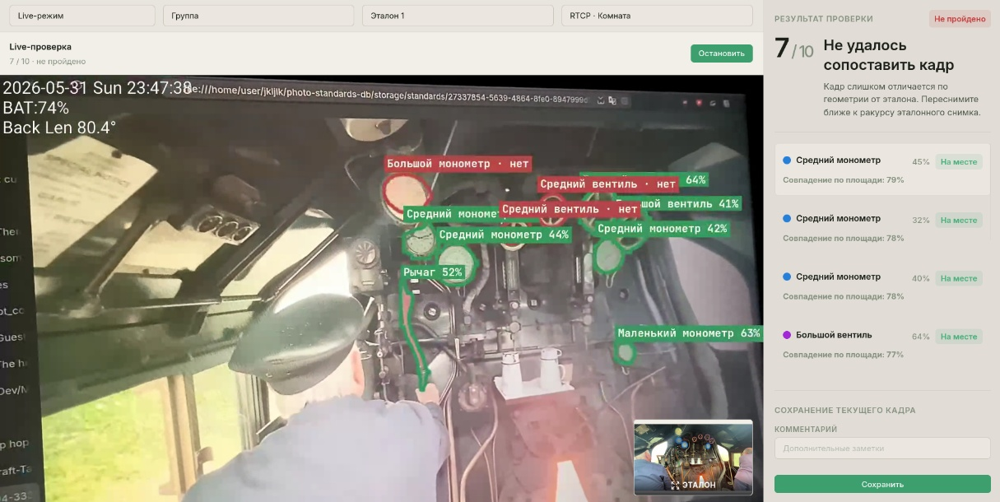 Live-режим
Группа
Эталон 1
RTCP · Комната
Live-проверка
7 / 10 · не пройдено
Остановить
2026-05-31 Sun 23:47:38
:///home/user/jkljlk/photo-standards-db/storage/standards/27337854-5639-4864-8fe0-8947999
BAT:74%
Back Len 80.4°
Большой монометр · нет
64%
Средний вентиль · нет
вентиль 41%
Средний
Средний вентиль · нет
Средний монометр 44%
Средний монометр 42%
Рычаг 52%
Маленький монометр 63%
ЭТАЛОН
РЕЗУЛЬТАТ ПРОВЕРКИ
Не пройдено
7 / 10
Не удалось
сопоставить кадр
Кадр слишком отличается по
геометрии от эталона. Переснимите
ближе к ракурсу эталонного снимка.
Средний монометр
45%
На месте
Совпадение по площади: 79%
Средний монометр
32%
На месте
Совпадение по площади: 78%
Средний монометр
40%
На месте
Совпадение по площади: 78%
Большой вентиль
64%
На месте
Совпадение по площади: 77%
СОХРАНЕНИЕ ТЕКУЩЕГО КАДРА
КОММЕНТАРИЙ
Дополнительные заметки
Сохранить